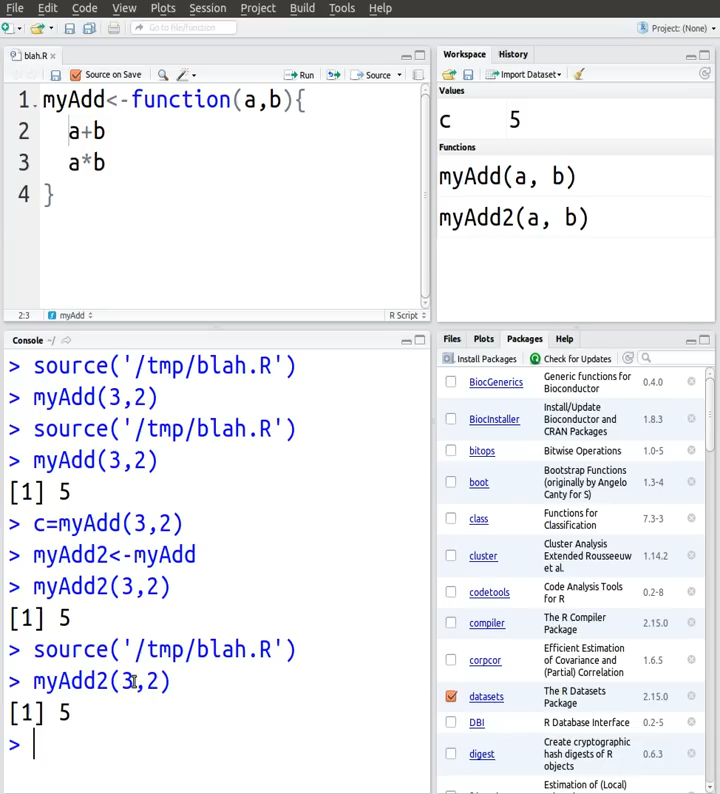 File Edit Code View Plots Session Project Build Tools Help
Go to file/function
Project: (None)
blah.R
Source on Save
Run
Source
1 myAdd<-function(a,b){
2 a+b
3 a*b
4 }
2:3 myAdd R Script
Workspace History
Import Dataset
Values
c 5
Functions
myAdd(a, b)
myAdd2(a, b)
Console ~/
> source('/tmp/blah.R')
> myAdd(3,2)
> source('/tmp/blah.R')
> myAdd(3,2)
[1] 5
> c=myAdd(3,2)
> myAdd2<-myAdd
> myAdd2(3,2)
[1] 5
> source('/tmp/blah.R')
> myAdd2(3,2)
[1] 5
>
Files Plots Packages Help
Install Packages Check for Updates
BiocGenerics Generic functions for 0.4.0
Bioconductor
BiocInstaller Install/Update 1.8.3
Bioconductor and
CRAN Packages
bitops Bitwise Operations 1.0-5
boot Bootstrap Functions 1.3-4
(originally by Angelo
Canty for S)
class Functions for 7.3-3
Classification
cluster Cluster Analysis 1.14.2
Extended Rousseeuw
et al.
codetools Code Analysis Tools 0.2-8
for R
compiler The R Compiler 2.15.0
Package
corpcor Efficient Estimation 1.6.5
of Covariance and
(Partial) Correlation
datasets The R Datasets 2.15.0
Package
DBI R Database Interface 0.2-5
digest Create cryptographic 0.6.3
hash digests of R
objects
Estimation of (Local)